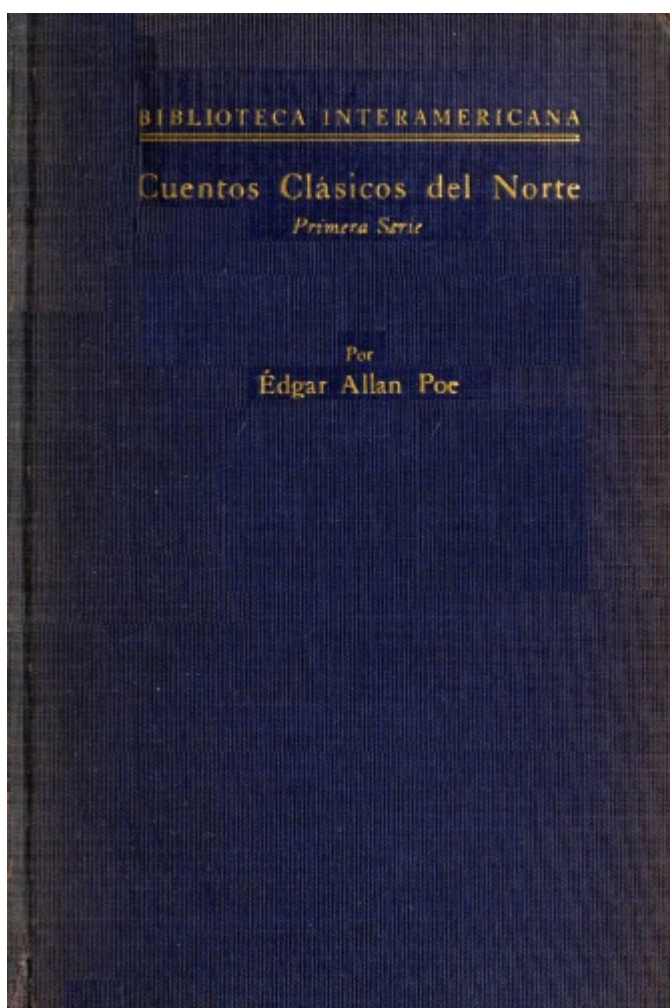 BIBLIOTECA INTERAMERICANA
Cuentos Clásicos del Norte
Primera Serie
Por
Édgar Allan Poe